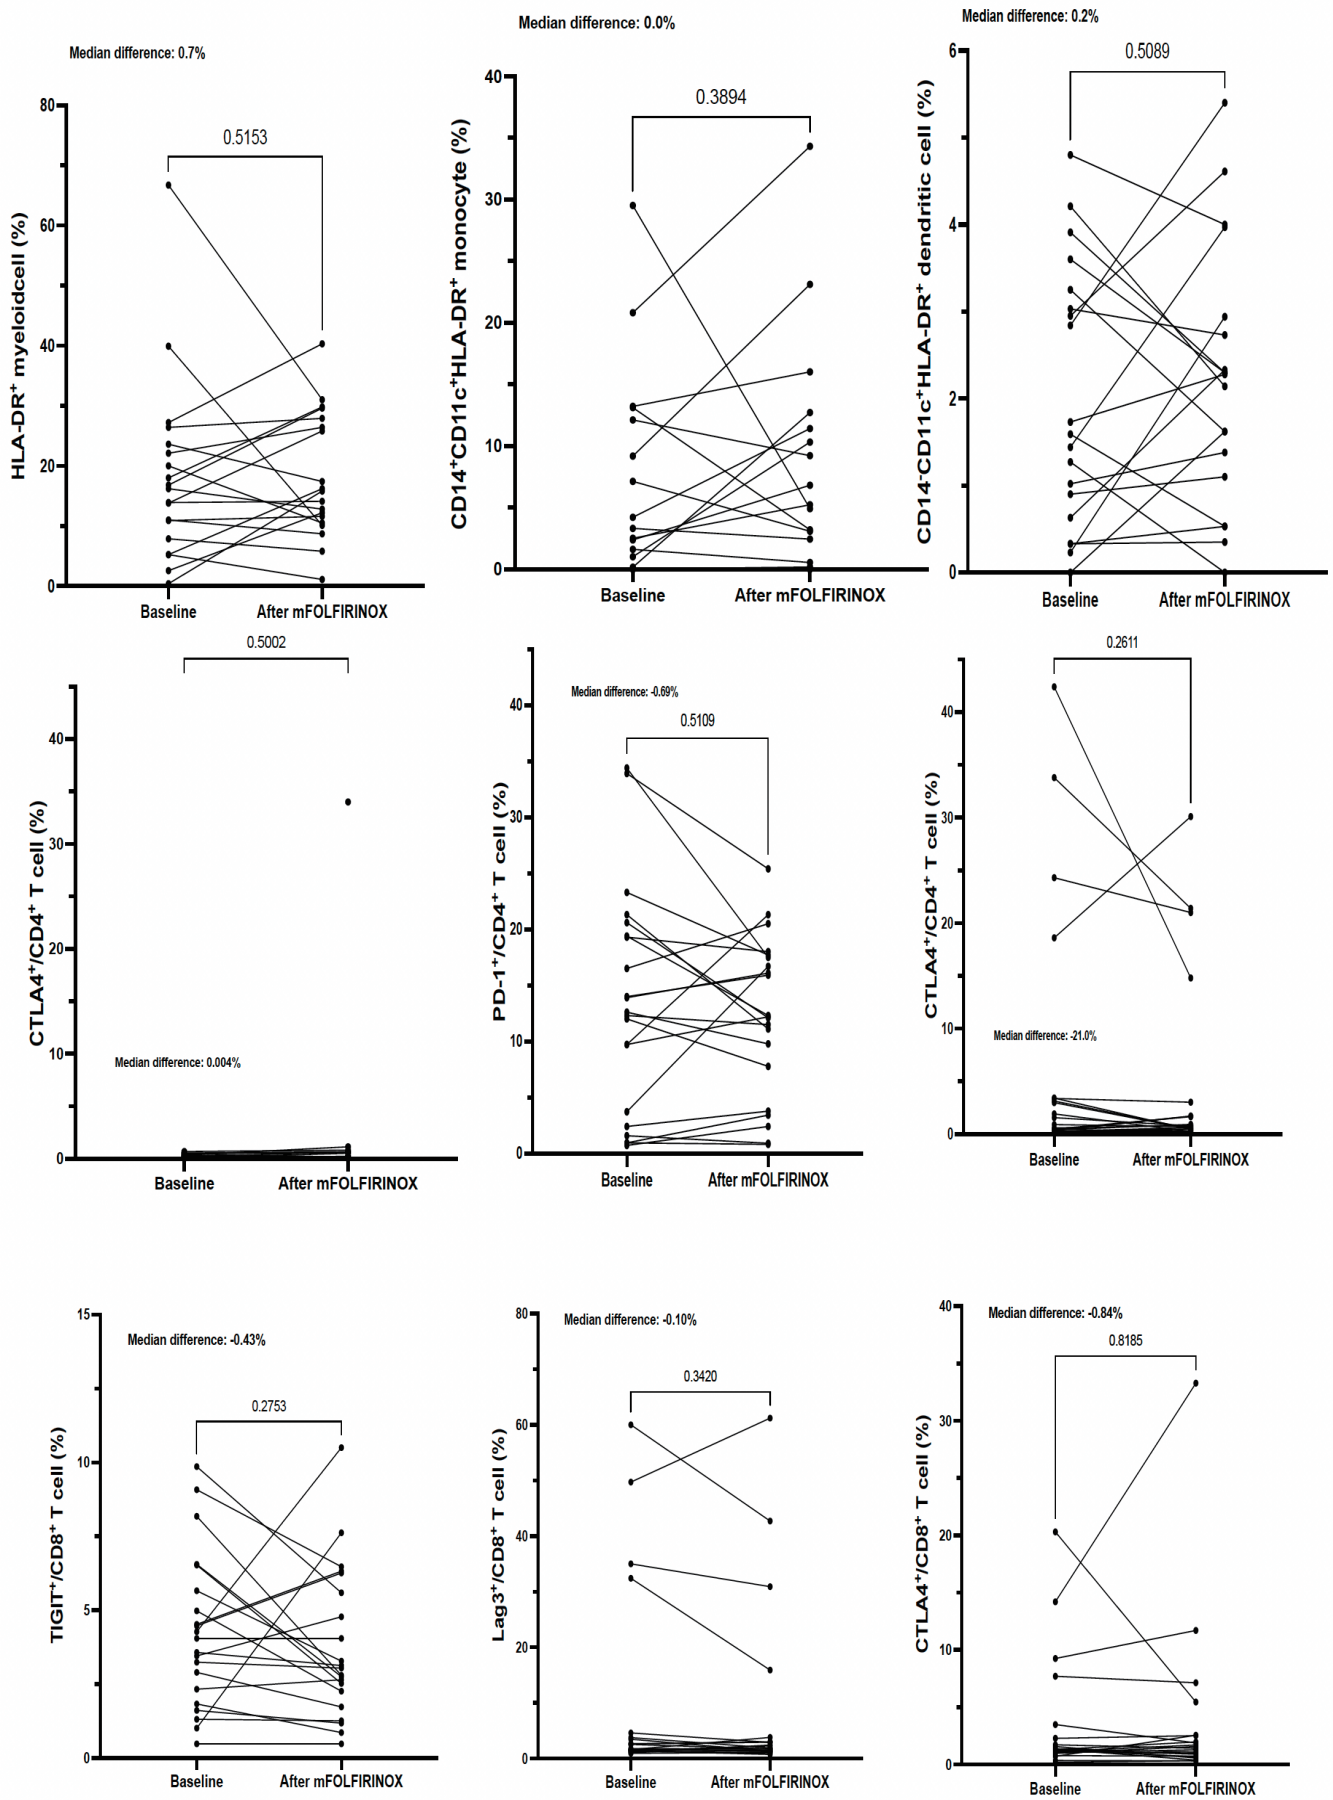 Median difference: 0.7%
0.5153
80
60
40
20
0
HLA-DR⁺ myeloidcell (%)
Baseline
After mFOLFIRINOX
Median difference: 0.0%
0.3894
40
30
20
10
0
CD14⁺CD11c⁺HLA-DR⁺ monocyte (%)
Baseline
After mFOLFIRINOX
Median difference: 0.2%
0.5089
6
4
2
0
CD14⁻CD11c⁺HLA-DR⁺ dendritic cell (%)
Baseline
After mFOLFIRINOX
0.5002
40
30
20
10
0
CTLA4⁺/CD4⁺ T cell (%)
Median difference: 0.004%
Baseline
After mFOLFIRINOX
Median difference: -0.69%
0.5109
40
30
20
10
0
PD-1⁺/CD4⁺ T cell (%)
Baseline
After mFOLFIRINOX
0.2611
40
30
20
10
0
CTLA4⁺/CD4⁺ T cell (%)
Median difference: -21.0%
Baseline
After mFOLFIRINOX
Median difference: -0.43%
0.2753
15
10
5
0
TIGIT⁺/CD8⁺ T cell (%)
Baseline
After mFOLFIRINOX
Median difference: -0.10%
0.3420
80
60
40
20
0
Lag3⁺/CD8⁺ T cell (%)
Baseline
After mFOLFIRINOX
Median difference: -0.84%
0.8185
40
30
20
10
0
CTLA4⁺/CD8⁺ T cell (%)
Baseline
After mFOLFIRINOX